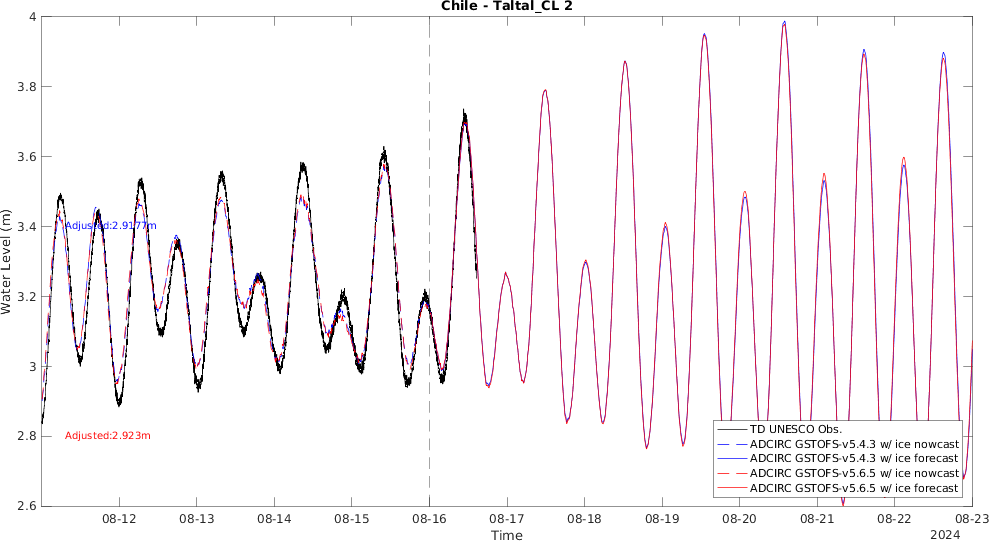 Chile - Taltal_CL 2
4
3.8
3.6
3.4
3.2
3
2.8
2.6
Water Level (m)
Adjusted:2.9177m
Adjusted:2.923m
TD UNESCO Obs.
ADCIRC GSTOFS-v5.4.3 w/ ice nowcast
ADCIRC GSTOFS-v5.4.3 w/ ice forecast
ADCIRC GSTOFS-v5.6.5 w/ ice nowcast
ADCIRC GSTOFS-v5.6.5 w/ ice forecast
08-12 08-13 08-14 08-15 08-16 08-17 08-18 08-19 08-20 08-21 08-22 08-23
Time
2024